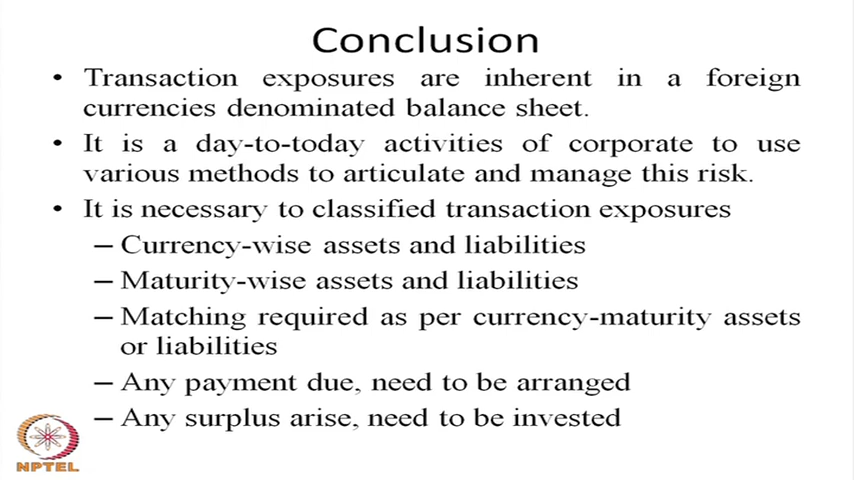 Conclusion
• Transaction exposures are inherent in a foreign
currencies denominated balance sheet.
• It is a day-to-today activities of corporate to use
various methods to articulate and manage this risk.
• It is necessary to classified transaction exposures
– Currency-wise assets and liabilities
– Maturity-wise assets and liabilities
– Matching required as per currency-maturity assets
or liabilities
– Any payment due, need to be arranged
– Any surplus arise, need to be invested
NPTEL